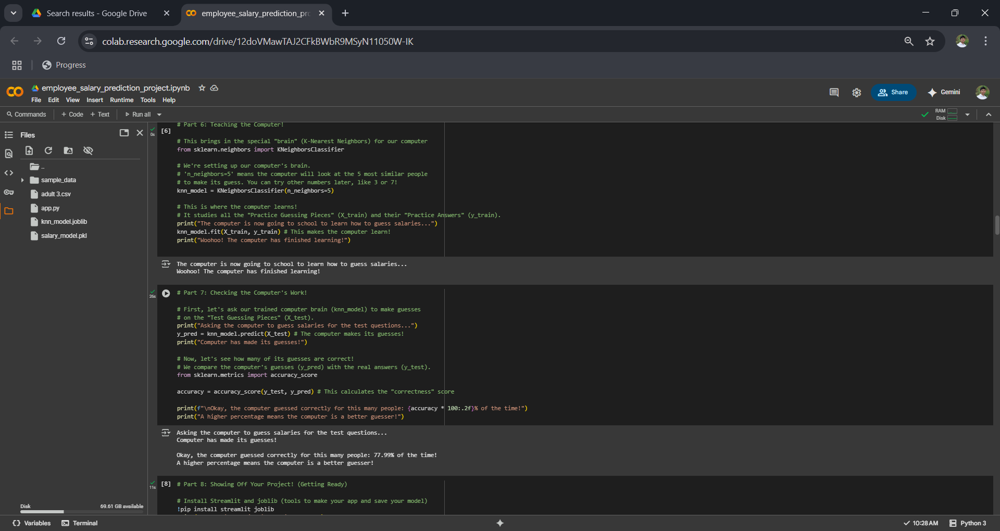 Search results - Google Drive
employee_salary_prediction_pr
colab.research.google.com/drive/12doVMawTAJ2CFkBWbR9MSyN11050W-IK
Progress
employee_salary_prediction_project.ipynb
File Edit View Insert Runtime Tools Help
Share
Gemini
Commands + Code + Text Run all
RAM
Disk
Files
..
sample_data
adult 3.csv
app.py
knn_model.joblib
salary_model.pkl
Disk 69.61 GB available
0s
[6]
# Part 6: Teaching the Computer!
# This brings in the special "brain" (K-Nearest Neighbors) for our computer
from sklearn.neighbors import KNeighborsClassifier
# We're setting up our computer's brain.
# 'n_neighbors=5' means the computer will look at the 5 most similar people
# to make its guess. You can try other numbers later, like 3 or 7!
knn_model = KNeighborsClassifier(n_neighbors=5)
# This is where the computer learns!
# It studies all the "Practice Guessing Pieces" (X_train) and their "Practice Answers" (y_train).
print("The computer is now going to school to learn how to guess salaries...")
knn_model.fit(X_train, y_train) # This makes the computer learn!
print("Woohoo! The computer has finished learning!")
The computer is now going to school to learn how to guess salaries...
Woohoo! The computer has finished learning!
26s
# Part 7: Checking the Computer's Work!
# First, let's ask our trained computer brain (knn_model) to make guesses
# on the "Test Guessing Pieces" (X_test).
print("Asking the computer to guess salaries for the test questions...")
y_pred = knn_model.predict(X_test) # The computer makes its guesses!
print("Computer has made its guesses!")
# Now, let's see how many of its guesses are correct!
# We compare the computer's guesses (y_pred) with the real answers (y_test).
from sklearn.metrics import accuracy_score
accuracy = accuracy_score(y_test, y_pred) # This calculates the "correctness" score
print(f"\nOkay, the computer guessed correctly for this many people: {accuracy * 100:.2f}% of the time!")
print("A higher percentage means the computer is a better guesser!")
Asking the computer to guess salaries for the test questions...
Computer has made its guesses!
Okay, the computer guessed correctly for this many people: 77.99% of the time!
A higher percentage means the computer is a better guesser!
11s
[8]
# Part 8: Showing Off Your Project! (Getting Ready)
# Install Streamlit and joblib (tools to make your app and save your model)
!pip install streamlit joblib
Variables Terminal
10:28 AM Python 3